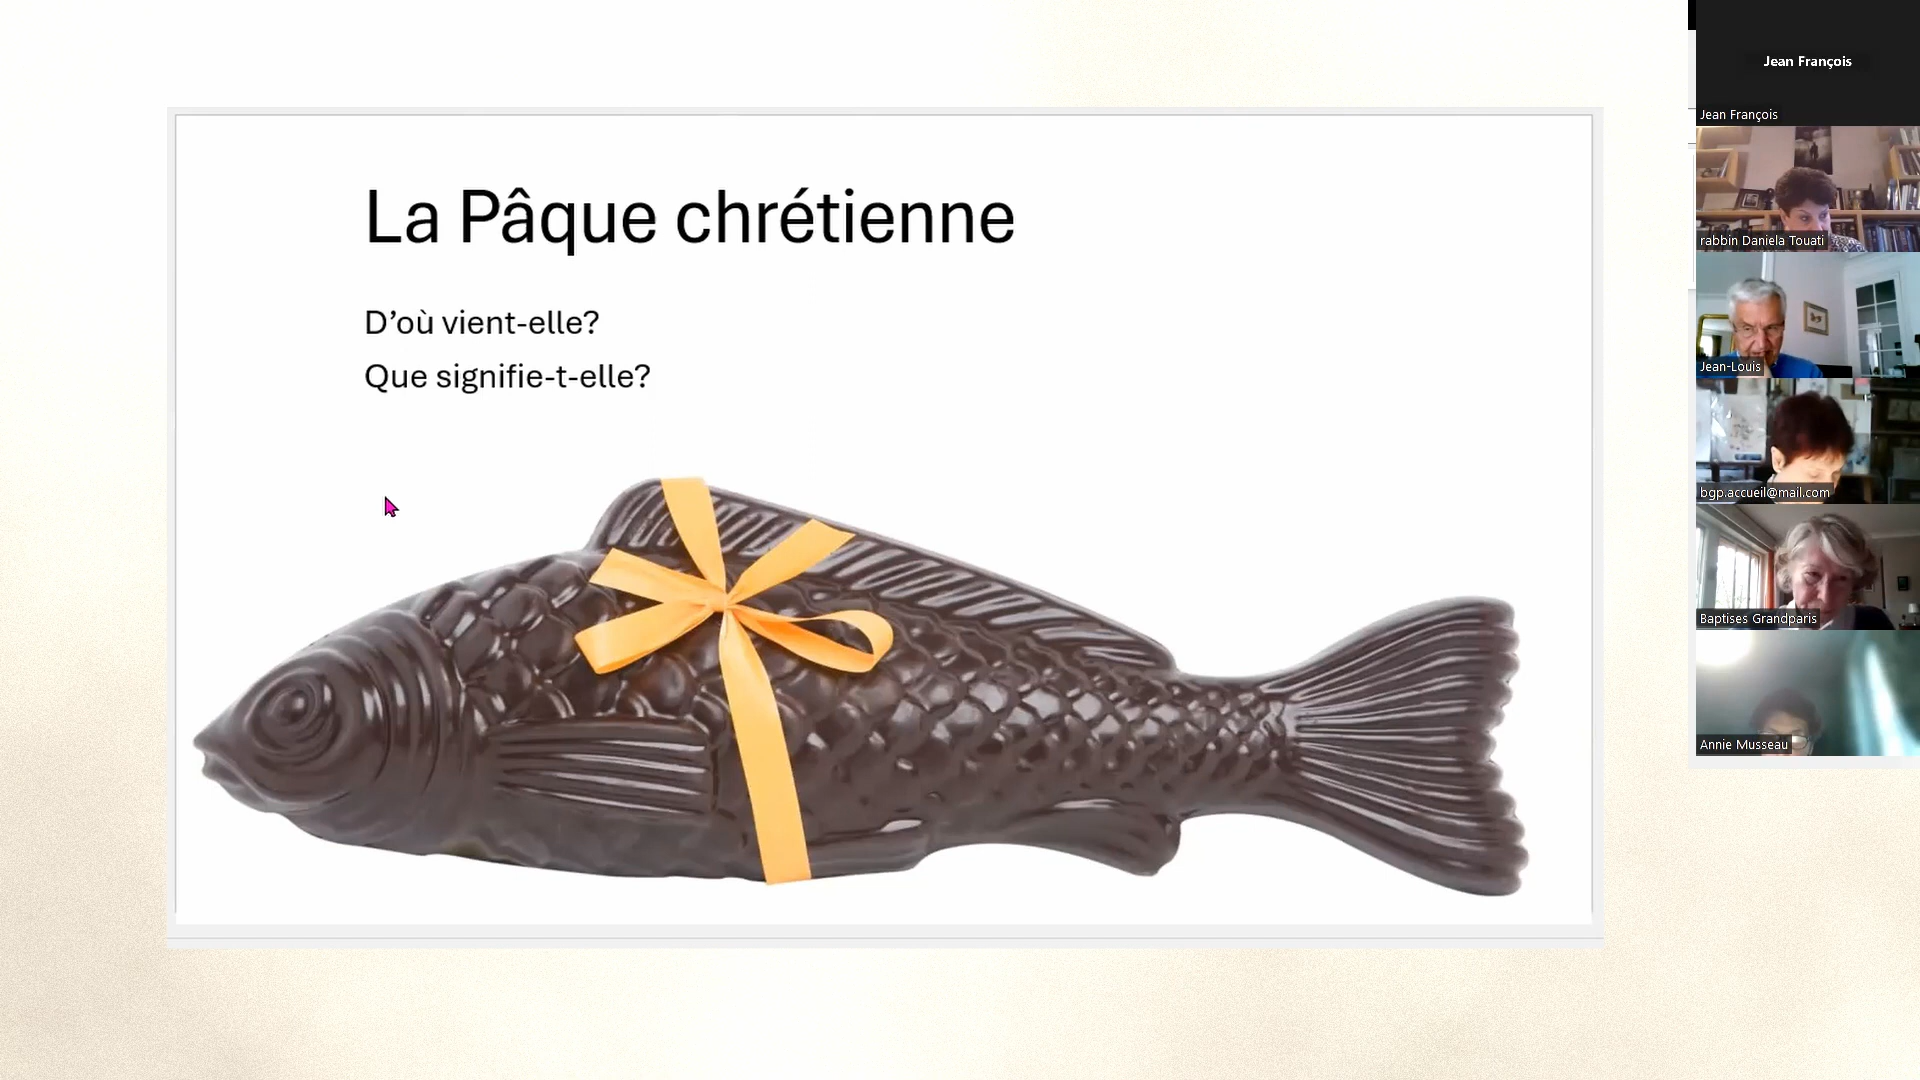 La Pâque chrétienne
D’où vient-elle?
Que signifie-t-elle?
Jean François
Jean François
rabbin Daniela Touati
Jean-Louis
bgp.accueil@mail.com
Baptises Grandparis
Annie Musseau